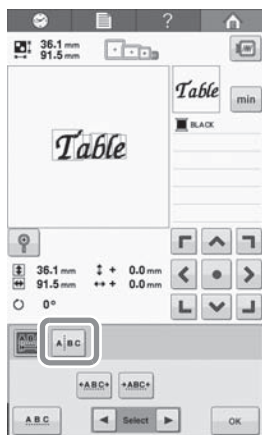 ?
36.1 mm
91.5 mm
Table
Table
min
BLACK
36.1 mm ↕ + 0.0 mm
91.5 mm ↔ + 0.0 mm
0°
A B C
ABC ABC
ABC Select OK